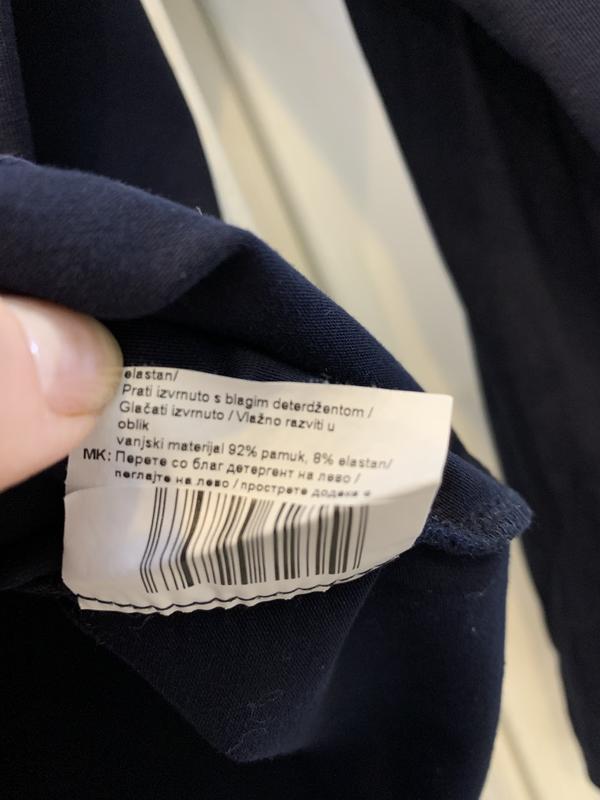 elastan/
Prati izvrnuto s blagim deterdžentom /
Glačati izvrnuto / Vlažno razviti u
oblik
vanjski materijal 92% pamuk, 8% elastan/
MK: Перете со благ детергент на лево /
пеглајте на лево / прострете додека